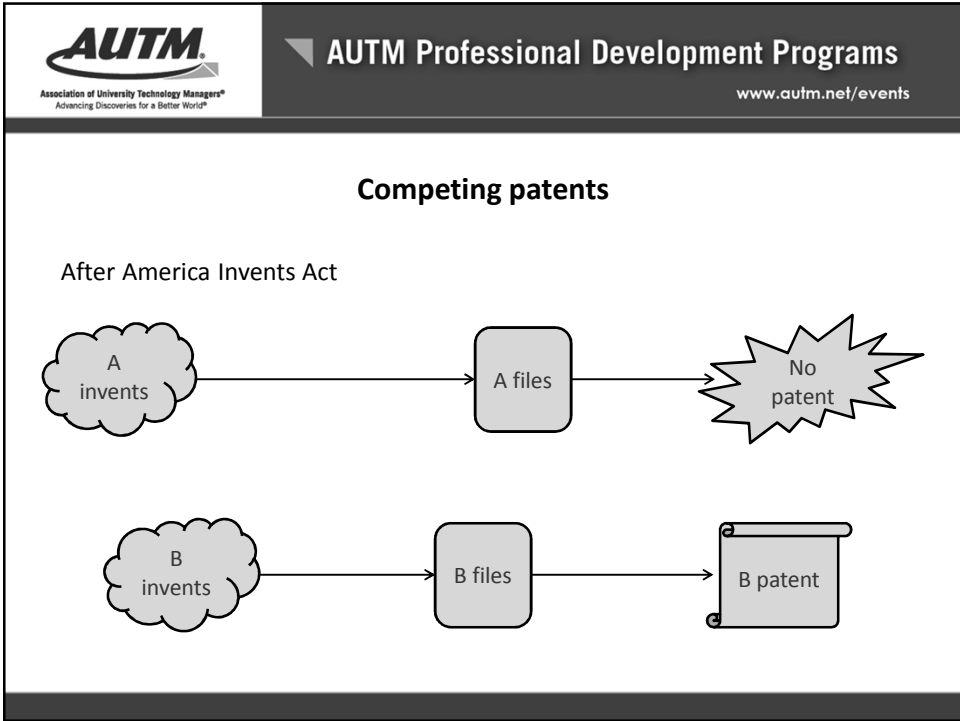 AUTM®
Association of University Technology Managers®
Advancing Discoveries for a Better World®
AUTM Professional Development Programs
www.autm.net/events
Competing patents
After America Invents Act
A
invents
A files
No
patent
B
invents
B files
B patent